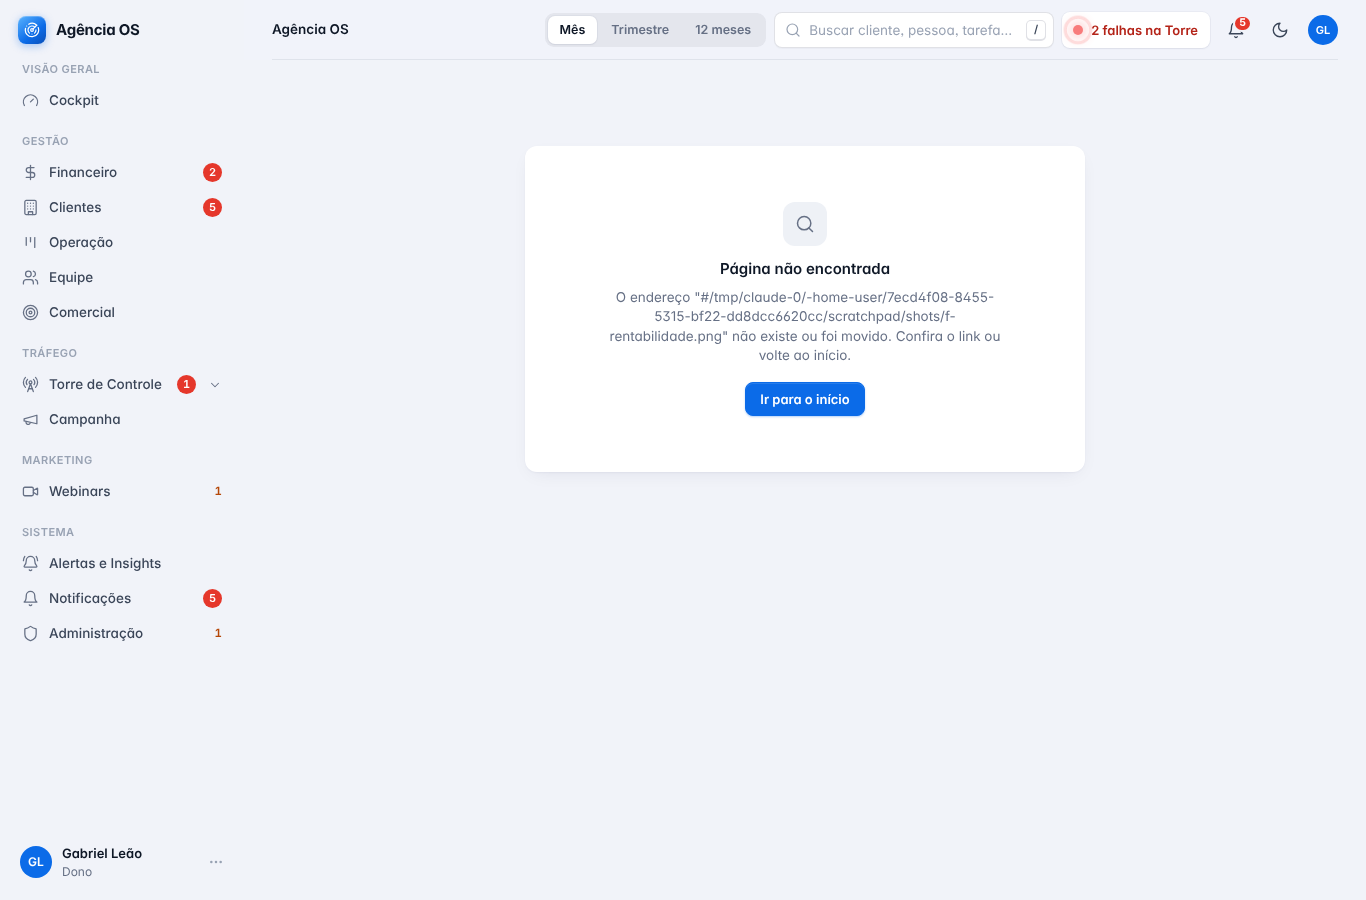 Agência OS
VISÃO GERAL
Cockpit
GESTÃO
Financeiro 2
Clientes 5
Operação
Equipe
Comercial
TRÁFEGO
Torre de Controle 1
Campanha
MARKETING
Webinars 1
SISTEMA
Alertas e Insights
Notificações 5
Administração 1
GL
Gabriel Leão
Dono
Agência OS
Mês Trimestre 12 meses
Buscar cliente, pessoa, tarefa... /
2 falhas na Torre
5
GL
Página não encontrada
O endereço "#/tmp/claude-0/-home-user/7ecd4f08-8455-
5315-bf22-dd8dcc6620cc/scratchpad/shots/f-
rentabilidade.png" não existe ou foi movido. Confira o link ou
volte ao início.
Ir para o início